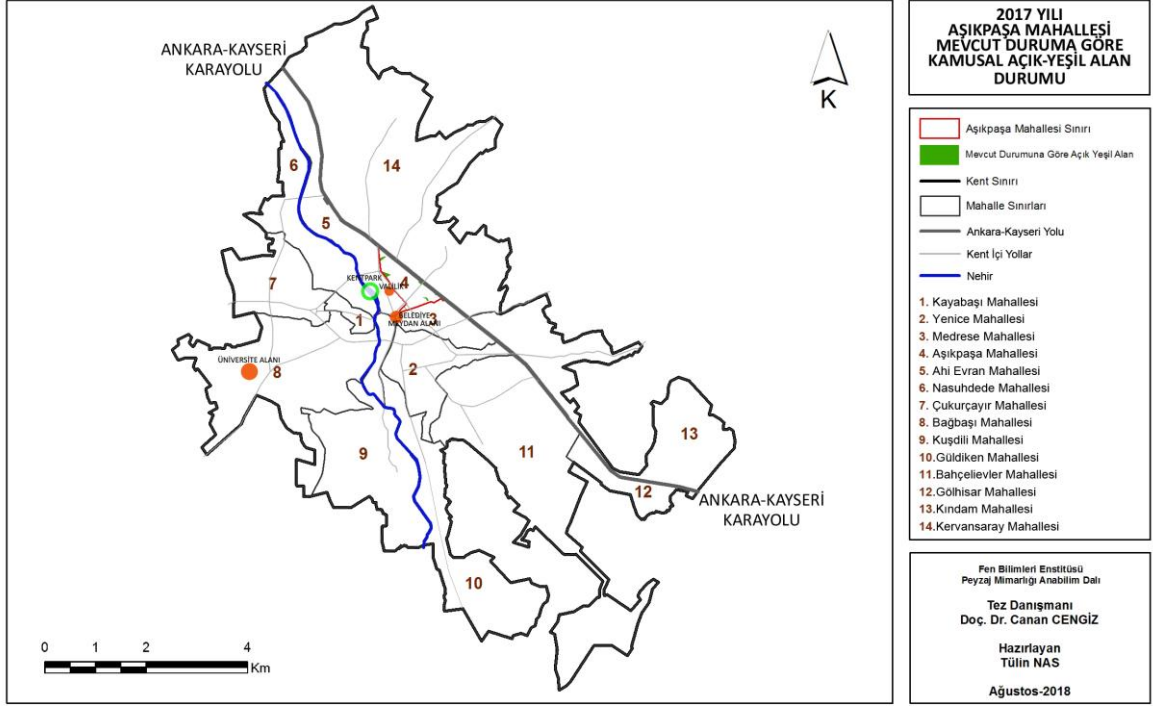 ANKARA-KAYSERİ
KARAYOLU
K
6
14
5
7
KENTPARK
VALİLİK
4
1
BELEDİYE
MEYDAN ALANI
3
ÜNİVERSİTE ALANI
8
2
9
11
13
12
ANKARA-KAYSERİ
KARAYOLU
10
0 1 2 4
Km
2017 YILI
AŞIKPAŞA MAHALLESİ
MEVCUT DURUMA GÖRE
KAMUSAL AÇIK-YEŞİL ALAN
DURUMU
Aşıkpaşa Mahallesi Sınırı
Mevcut Durumuna Göre Açık Yeşil Alan
Kent Sınırı
Mahalle Sınırları
Ankara-Kayseri Yolu
Kent İçi Yollar
Nehir
1. Kayabaşı Mahallesi
2. Yenice Mahallesi
3. Medrese Mahallesi
4. Aşıkpaşa Mahallesi
5. Ahi Evran Mahallesi
6. Nasuhdede Mahallesi
7. Çukurçayır Mahallesi
8. Bağbaşı Mahallesi
9. Kuşdili Mahallesi
10.Güldiken Mahallesi
11.Bahçelievler Mahallesi
12.Gölhisar Mahallesi
13.Kındam Mahallesi
14.Kervansaray Mahallesi
Fen Bilimleri Enstitüsü
Peyzaj Mimarlığı Anabilim Dalı
Tez Danışmanı
Doç. Dr. Canan CENGİZ
Hazırlayan
Tülin NAS
Ağustos-2018